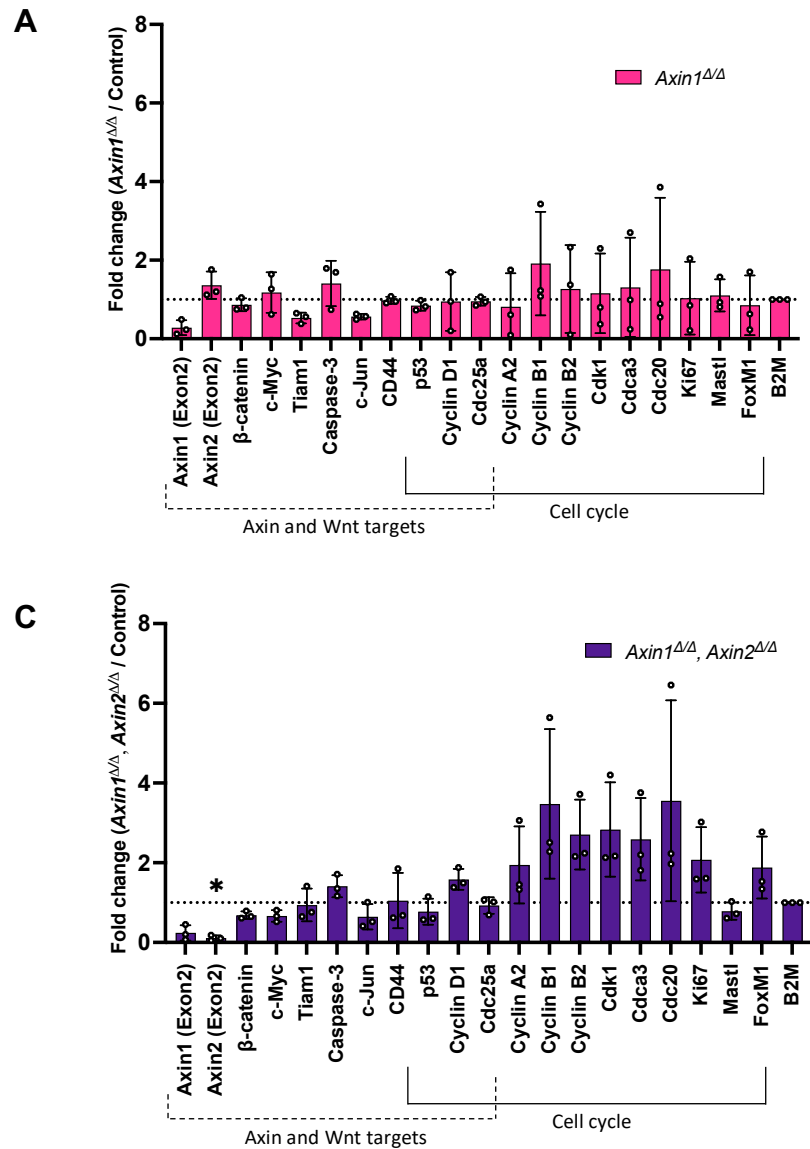 A
Fold change (Axin1Δ/Δ / Control)
8
6
4
2
0
Axin1Δ/Δ
Axin1 (Exon2)
Axin2 (Exon2)
β-catenin
c-Myc
Tiam1
Caspase-3
c-Jun
CD44
p53
Cyclin D1
Cdc25a
Cyclin A2
Cyclin B1
Cyclin B2
Cdk1
Cdca3
Cdc20
Ki67
Mastl
FoxM1
B2M
Axin and Wnt targets
Cell cycle
C
Fold change (Axin1Δ/Δ, Axin2Δ/Δ / Control)
8
6
4
2
0
*
Axin1Δ/Δ, Axin2Δ/Δ
Axin1 (Exon2)
Axin2 (Exon2)
β-catenin
c-Myc
Tiam1
Caspase-3
c-Jun
CD44
p53
Cyclin D1
Cdc25a
Cyclin A2
Cyclin B1
Cyclin B2
Cdk1
Cdca3
Cdc20
Ki67
Mastl
FoxM1
B2M
Axin and Wnt targets
Cell cycle